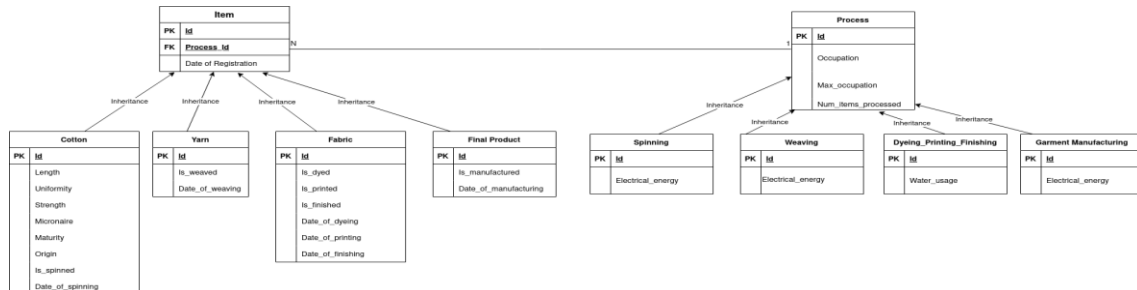 Item
PK Id
FK Process_Id
Date of Registration
N
1
Process
PK Id
Occupation
Max_occupation
Num_items_processed
Inheritance
Inheritance
Inheritance
Inheritance
Inheritance
Inheritance
Inheritance
Inheritance
Cotton
PK Id
Length
Uniformity
Strength
Micronaire
Maturity
Origin
Is_spinned
Date_of_spinning
Yarn
PK Id
Is_weaved
Date_of_weaving
Fabric
PK Id
Is_dyed
Is_printed
Is_finished
Date_of_dyeing
Date_of_printing
Date_of_finishing
Final Product
PK Id
Is_manufactured
Date_of_manufacturing
Spinning
PK Id
Electrical_energy
Weaving
PK Id
Electrical_energy
Dyeing_Printing_Finishing
PK Id
Water_usage
Garment Manufacturing
PK Id
Electrical_energy